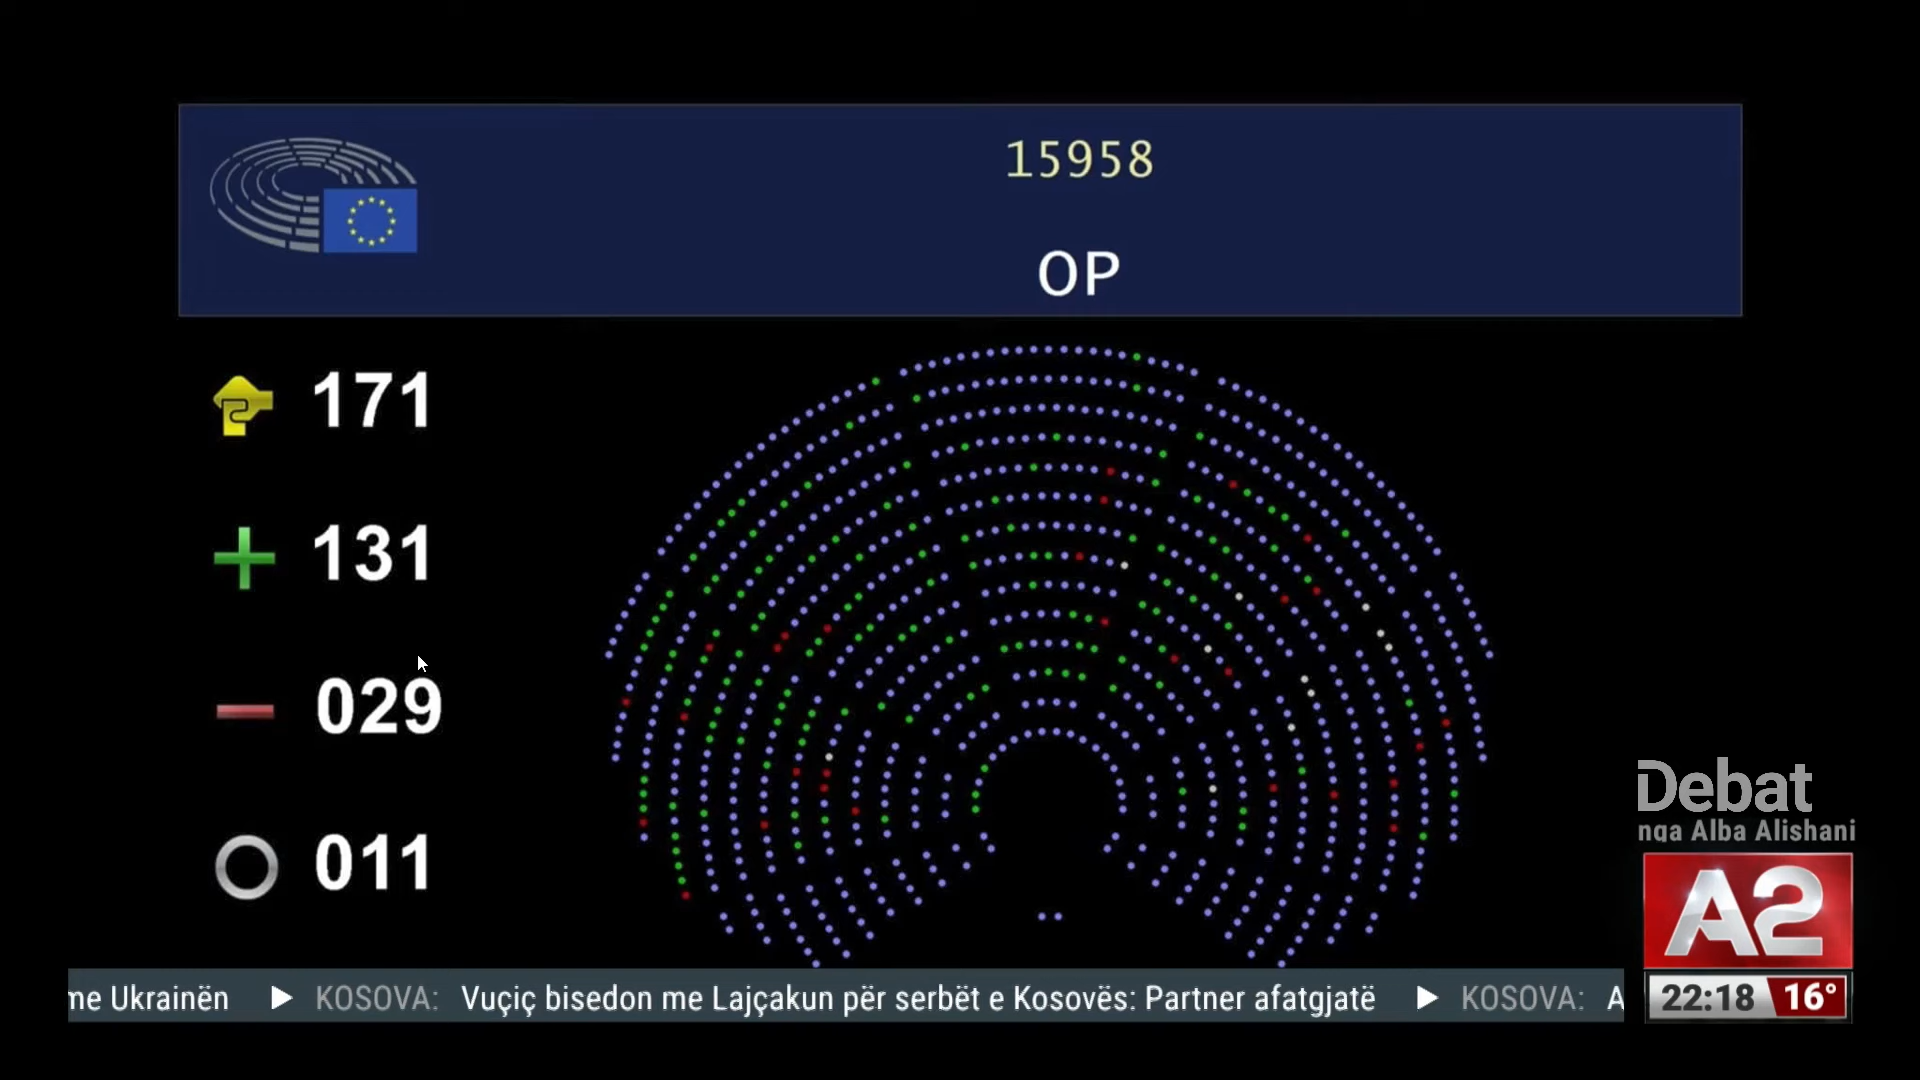 15958
OP
171
131
029
011
Debat
nga Alba Alishani
A2
me Ukrainën ▶ KOSOVA: Vuçiç bisedon me Lajçakun për serbët e Kosovës: Partner afatgjatë ▶ KOSOVA: A
22:18 16°